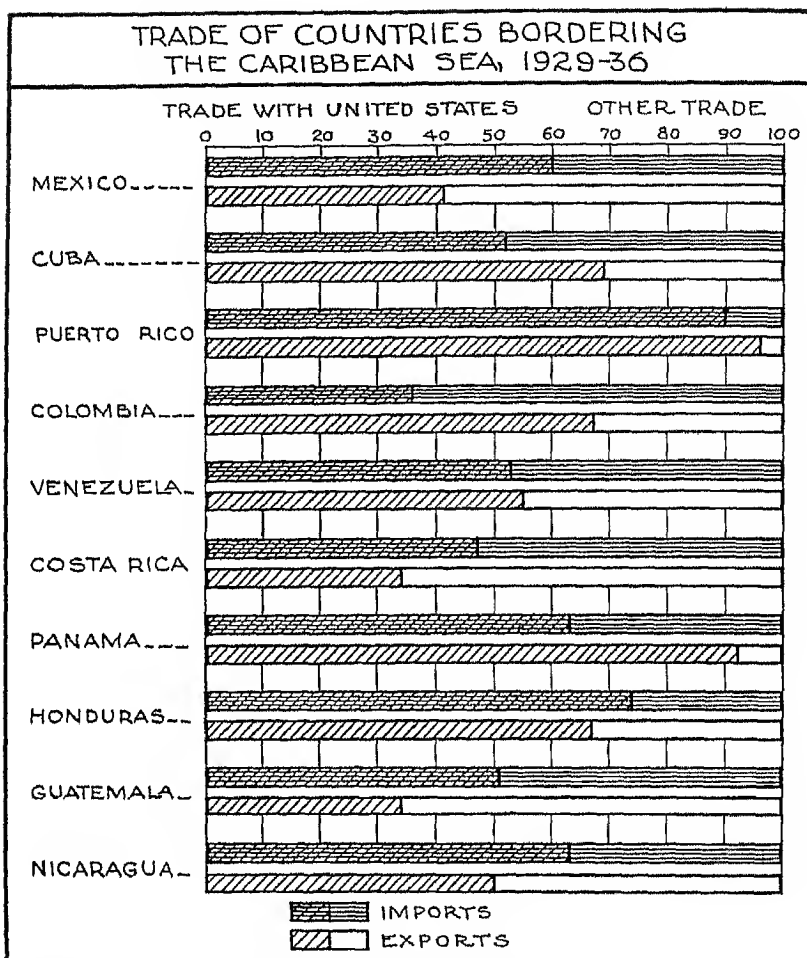 TRADE OF COUNTRIES BORDERING
THE CARIBBEAN SEA, 1929-36
TRADE WITH UNITED STATES OTHER TRADE
0 10 20 30 40 50 60 70 80 90 100
MEXICO
CUBA
PUERTO RICO
COLOMBIA
VENEZUELA
COSTA RICA
PANAMA
HONDURAS
GUATEMALA
NICARAGUA
IMPORTS
EXPORTS